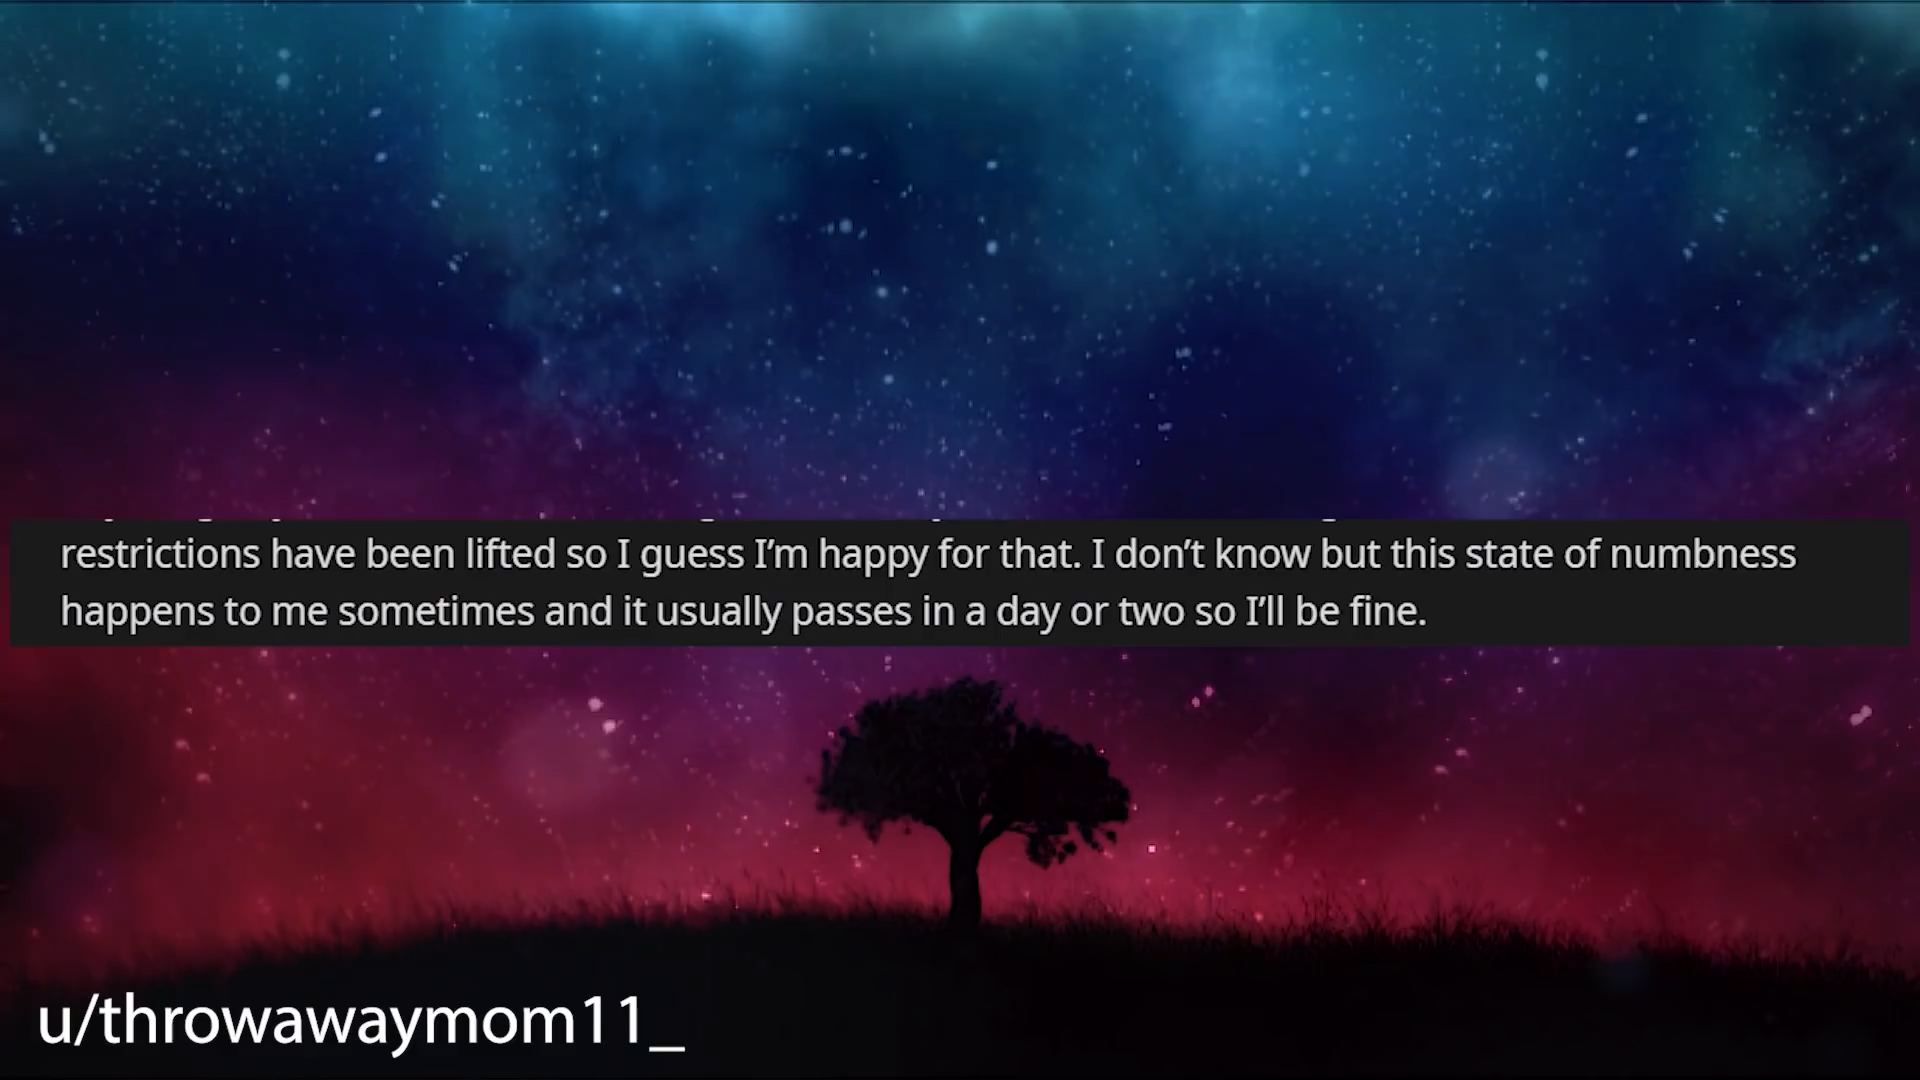 restrictions have been lifted so I guess I’m happy for that. I don’t know but this state of numbness
happens to me sometimes and it usually passes in a day or two so I’ll be fine.
u/throwawaymom11_